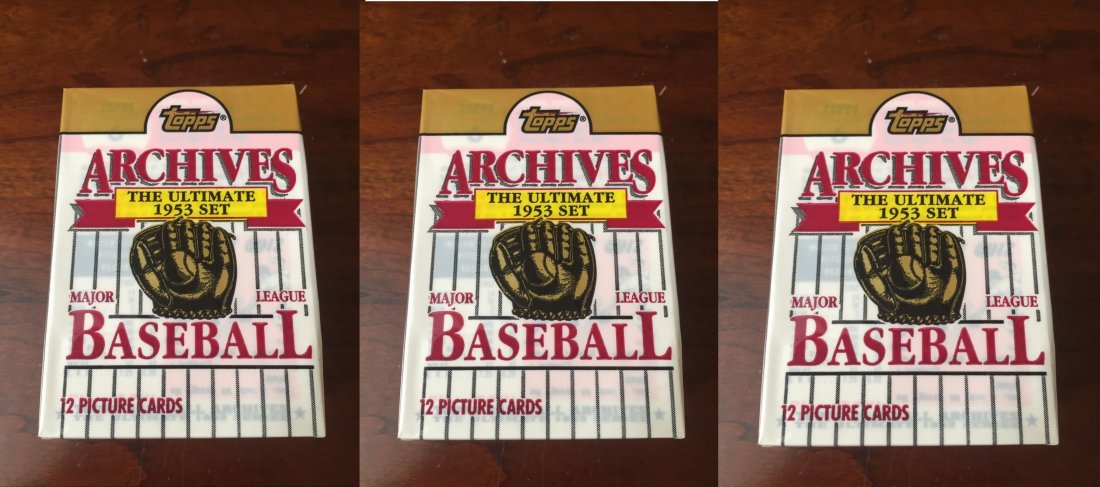 Topps®
ARCHIVES
THE ULTIMATE
1953 SET
MAJOR LEAGUE
BASEBALL
12 PICTURE CARDS
Topps®
ARCHIVES
THE ULTIMATE
1953 SET
MAJOR LEAGUE
BASEBALL
12 PICTURE CARDS
Topps®
ARCHIVES
THE ULTIMATE
1953 SET
MAJOR LEAGUE
BASEBALL
12 PICTURE CARDS